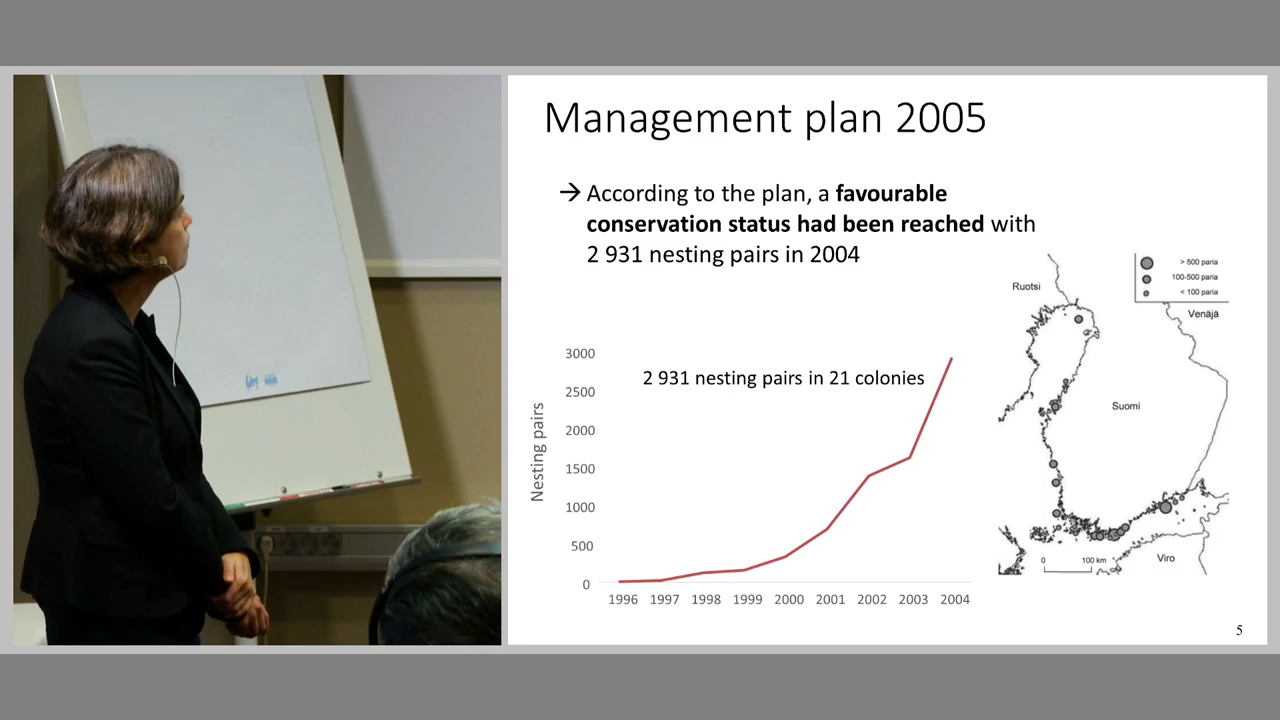 Management plan 2005
→ According to the plan, a favourable
conservation status had been reached with
2 931 nesting pairs in 2004
> 500 paria
100-500 paria
< 100 paria
Ruotsi
Venäjä
Suomi
Viro
0 100 km
2 931 nesting pairs in 21 colonies
Nesting pairs
3000
2500
2000
1500
1000
500
0
1996 1997 1998 1999 2000 2001 2002 2003 2004
5